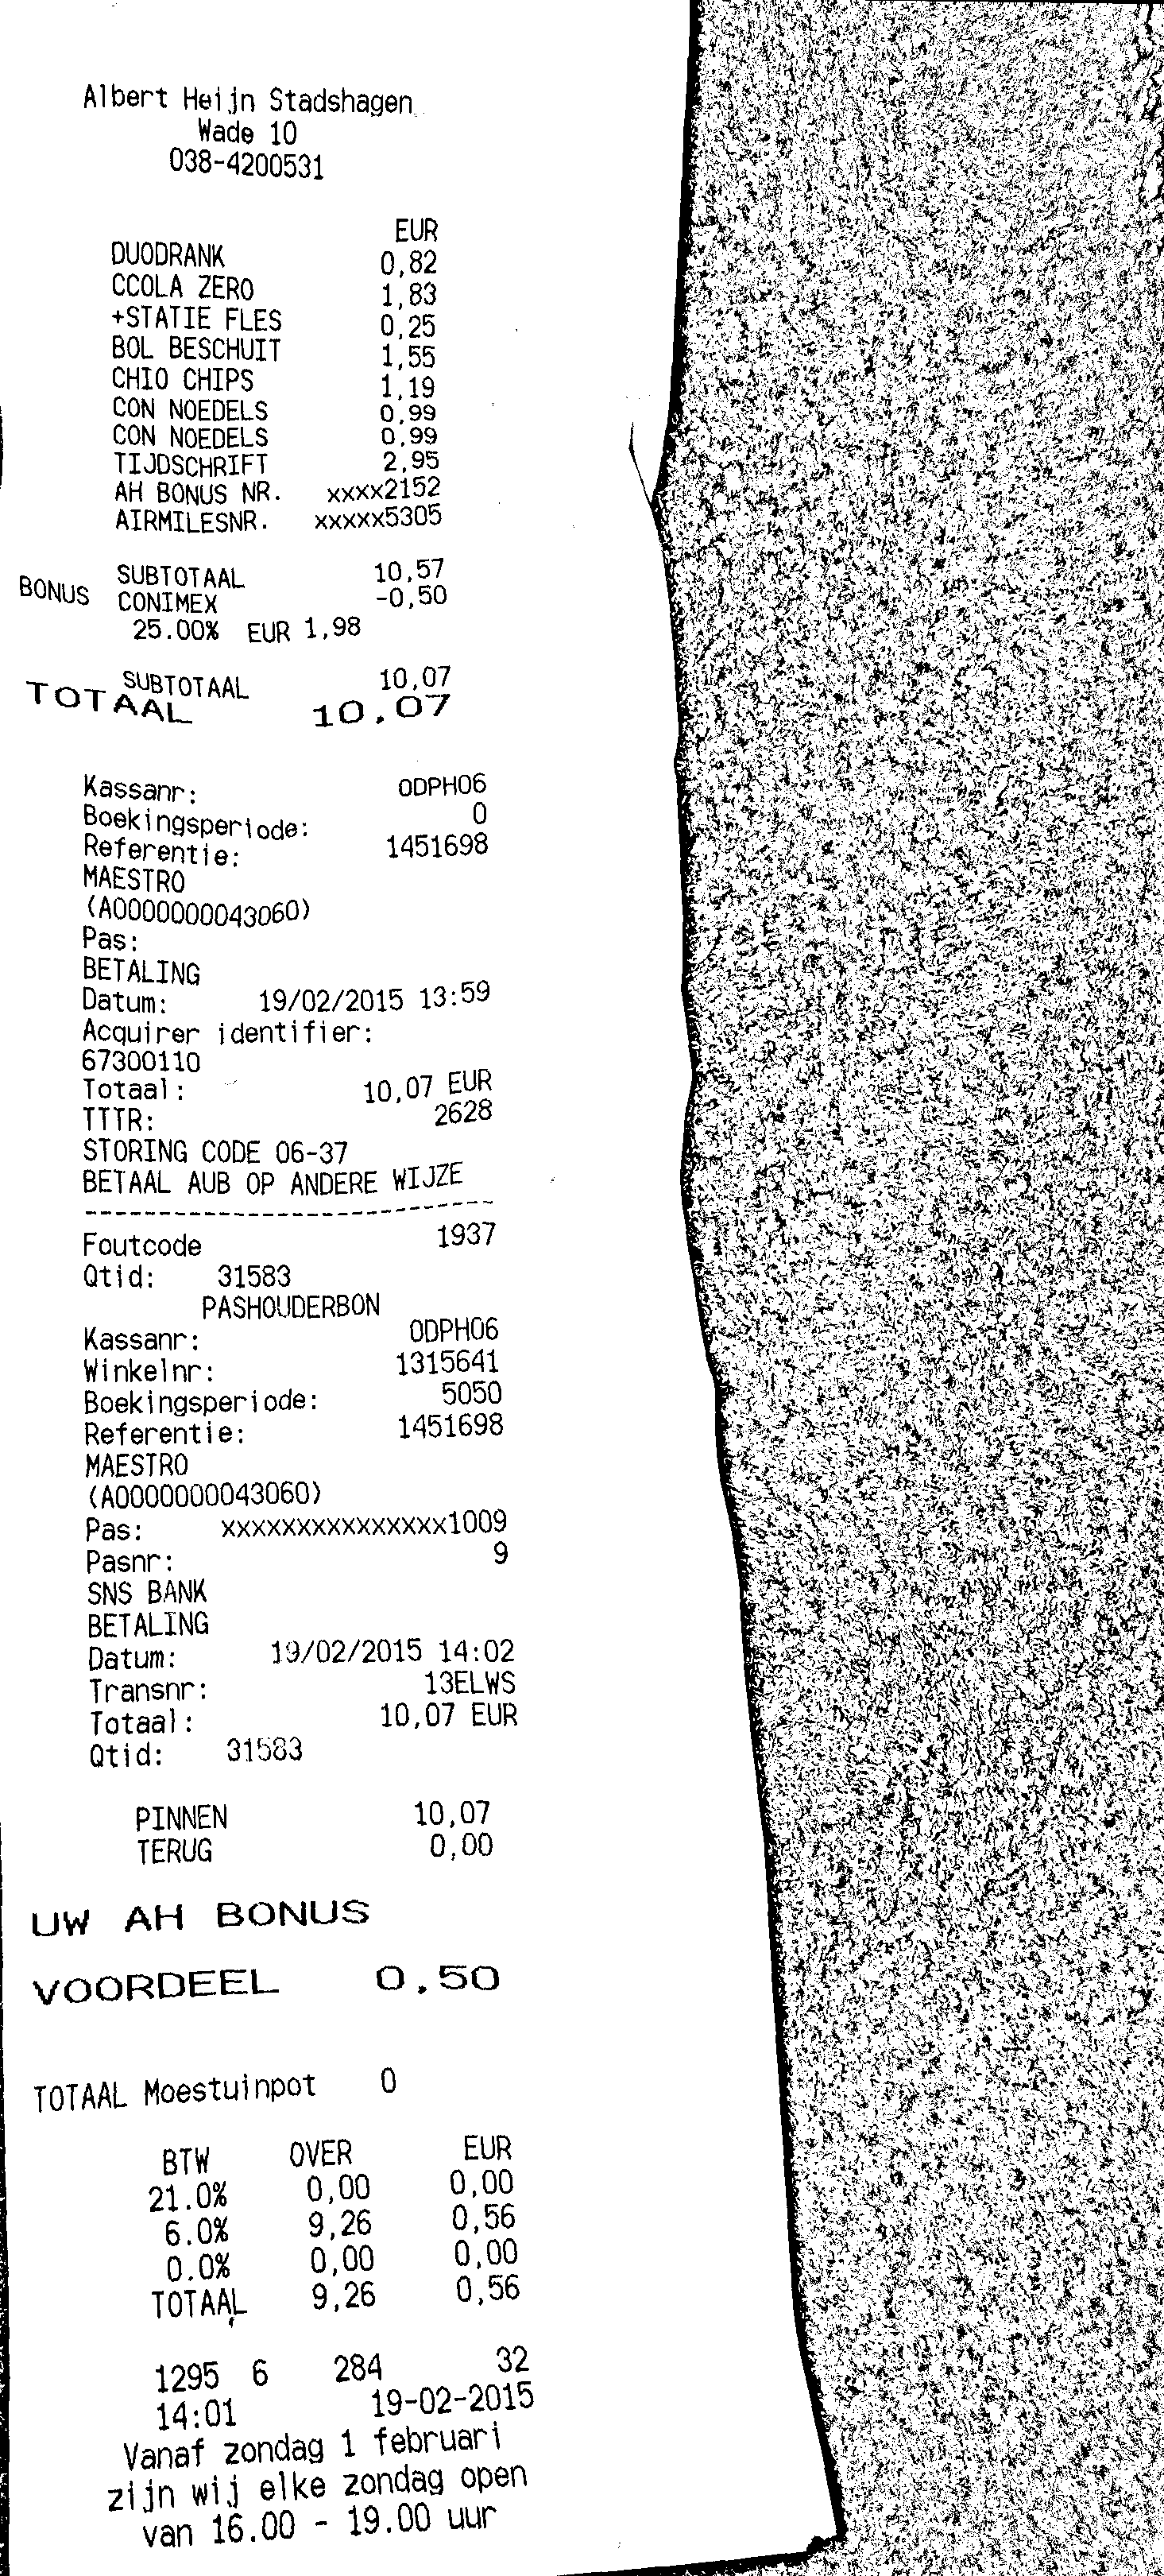 Albert Heijn Stadshagen
Wade 10
038-4200531
EUR
DUODRANK 0,82
CCOLA ZERO 1,83
+STATIE FLES 0,25
BOL BESCHUIT 1,55
CHIO CHIPS 1,19
CON NOEDELS 0,99
CON NOEDELS 0,99
TIJDSCHRIFT 2,95
AH BONUS NR. xxxx2152
AIRMILESNR. xxxxx5305
SUBTOTAAL 10,57
BONUS CONIMEX -0,50
25.00% EUR 1,98
SUBTOTAAL 10,07
TOTAAL 10,07
Kassanr: ODPH06
Boekingsperiode: 0
Referentie: 1451698
MAESTRO
(A0000000043060)
Pas:
BETALING
Datum: 19/02/2015 13:59
Acquirer identifier:
67300110
Totaal: 10,07 EUR
TTTR: 2628
STORING CODE 06-37
BETAAL AUB OP ANDERE WIJZE
----------------------------
Foutcode 1937
Qtid: 31583
PASHOUDERBON
Kassanr: ODPH06
Winkelnr: 1315641
Boekingsperiode: 5050
Referentie: 1451698
MAESTRO
(A0000000043060)
Pas: xxxxxxxxxxxxxxx1009
Pasnr: 9
SNS BANK
BETALING
Datum: 19/02/2015 14:02
Transnr: 13ELWS
Totaal: 10,07 EUR
Qtid: 31583
PINNEN 10,07
TERUG 0,00
UW AH BONUS
VOORDEEL 0,50
TOTAAL Moestuinpot 0
BTW OVER EUR
21.0% 0,00 0,00
6.0% 9,26 0,56
0.0% 0,00 0,00
TOTAAL 9,26 0,56
1295 6 284 32
14:01 19-02-2015
Vanaf zondag 1 februari
zijn wij elke zondag open
van 16.00 - 19.00 uur